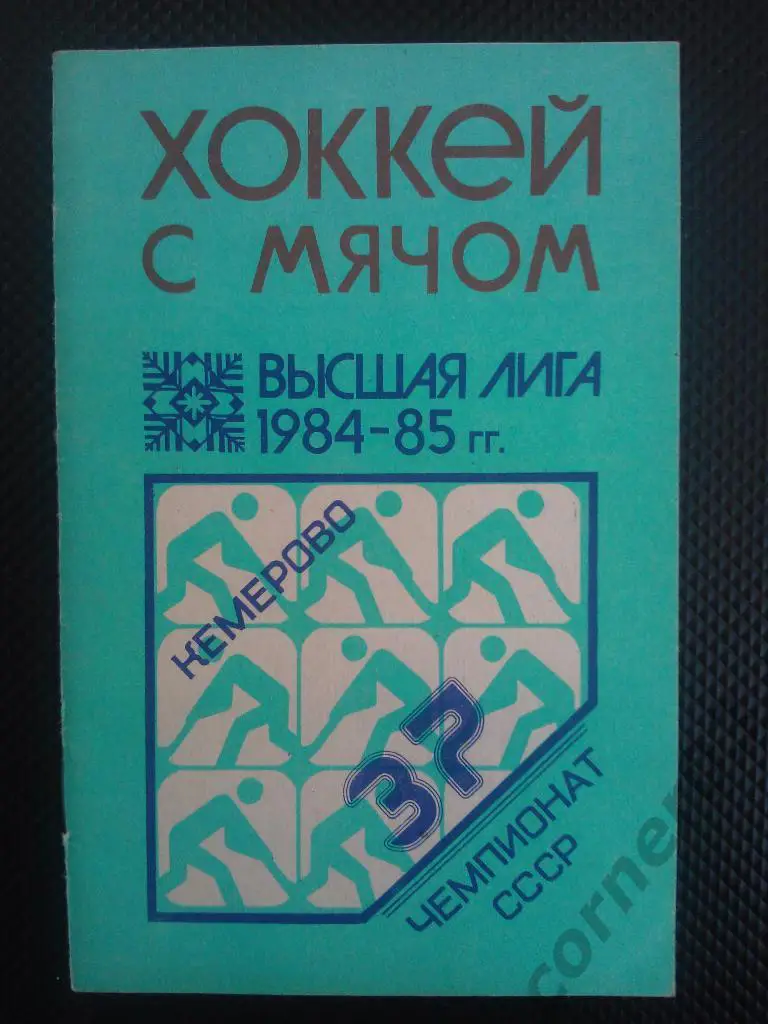 ХОККЕЙ
С МЯЧОМ
ВЫСШАЯ ЛИГА
1984-85 гг.
КЕМЕРОВО
37
ЧЕМПИОНАТ
СССР
corner